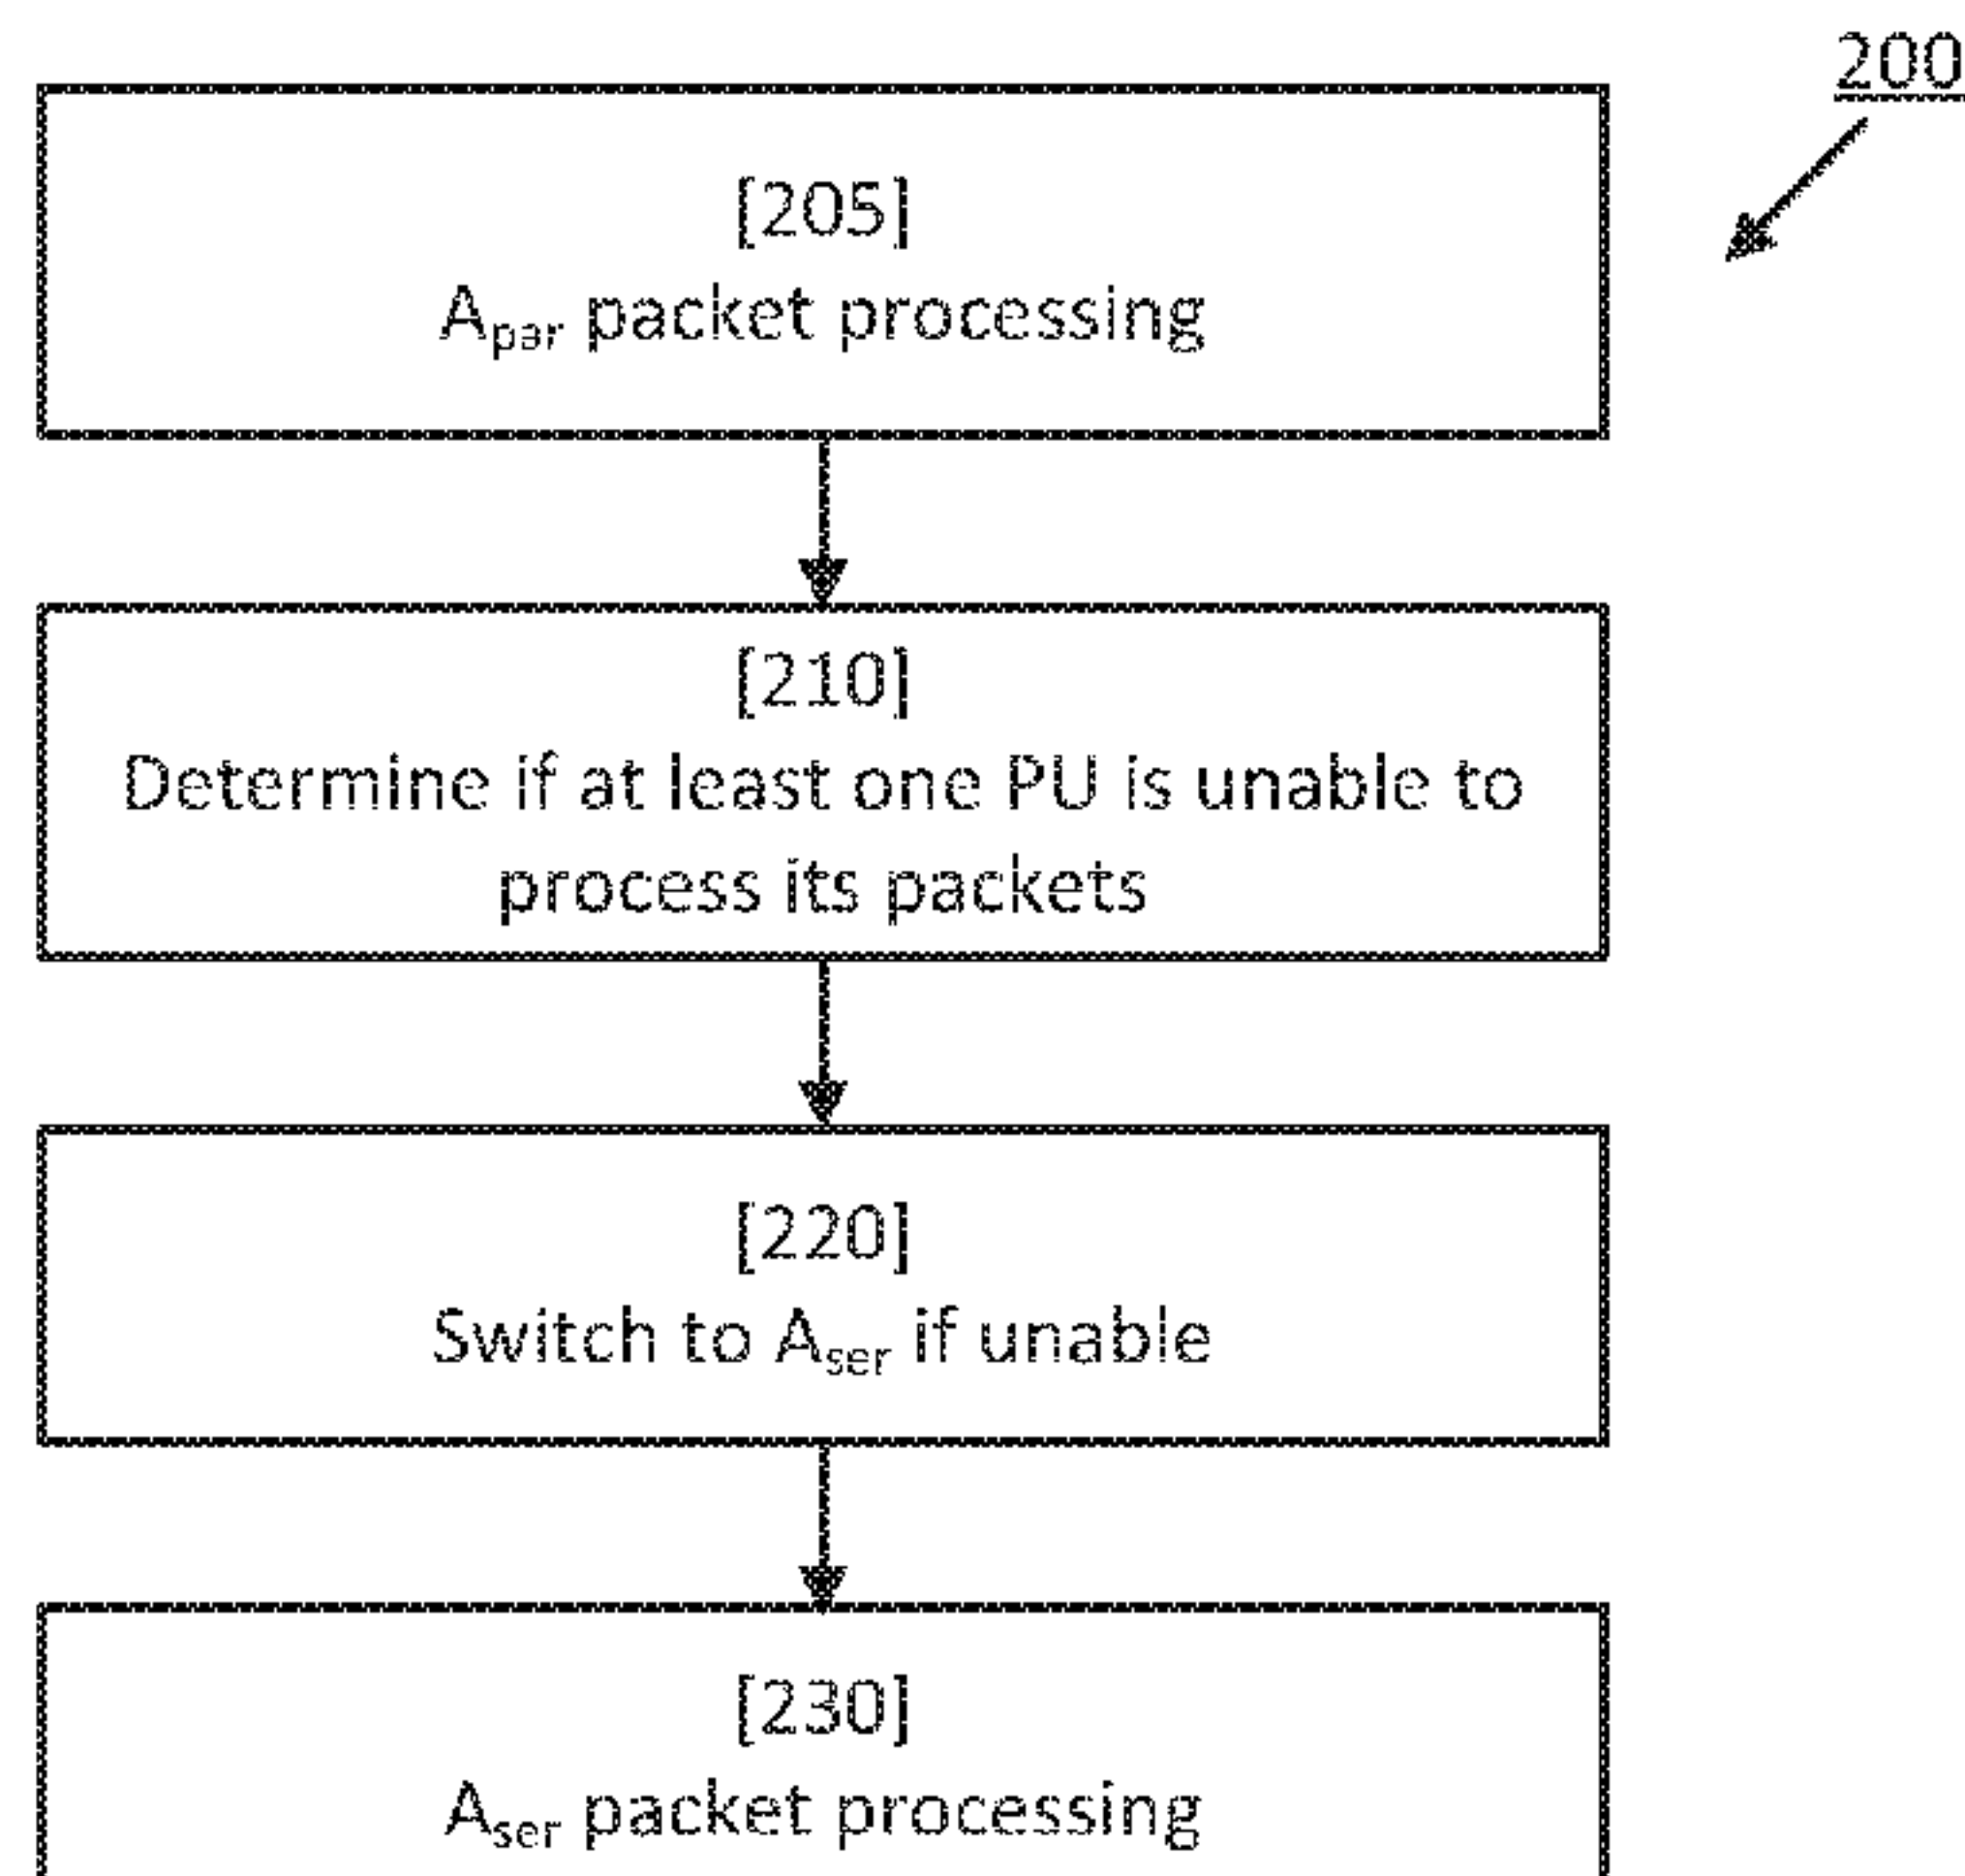 200
[205]
Apar packet processing
[210]
Determine if at least one PU is unable to
process its packets
[220]
Switch to Aser if unable
[230]
Aser packet processing